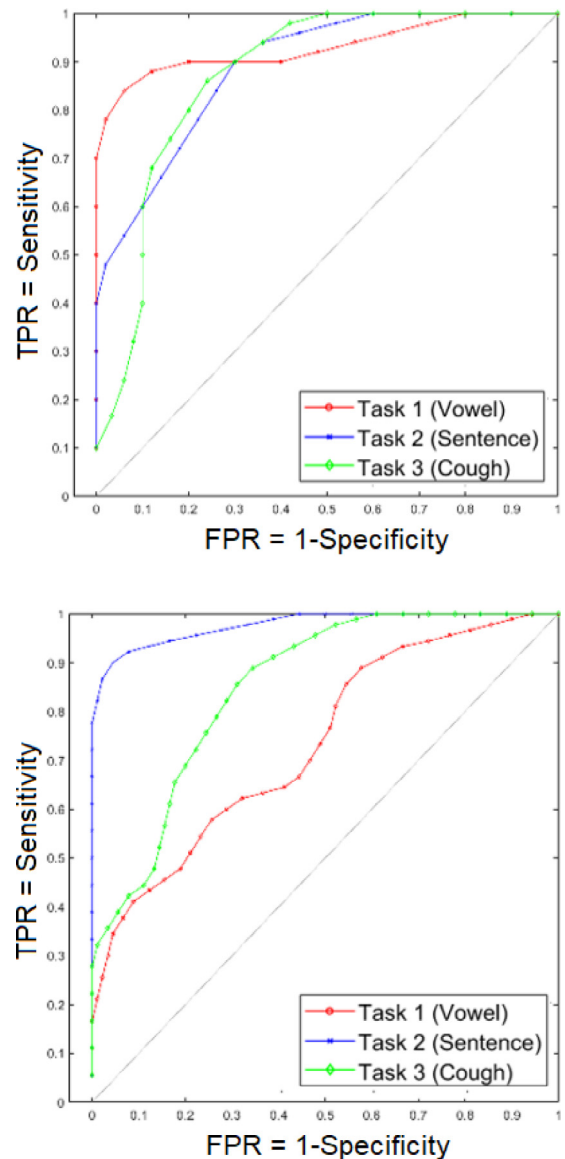 1
0.9
0.8
0.7
0.6
0.5
0.4
0.3
0.2
0.1
0
TPR = Sensitivity
Task 1 (Vowel)
Task 2 (Sentence)
Task 3 (Cough)
0 0.1 0.2 0.3 0.4 0.5 0.6 0.7 0.8 0.9 1
FPR = 1-Specificity
1
0.9
0.8
0.7
0.6
0.5
0.4
0.3
0.2
0.1
0
TPR = Sensitivity
Task 1 (Vowel)
Task 2 (Sentence)
Task 3 (Cough)
0 0.1 0.2 0.3 0.4 0.5 0.6 0.7 0.8 0.9 1
FPR = 1-Specificity